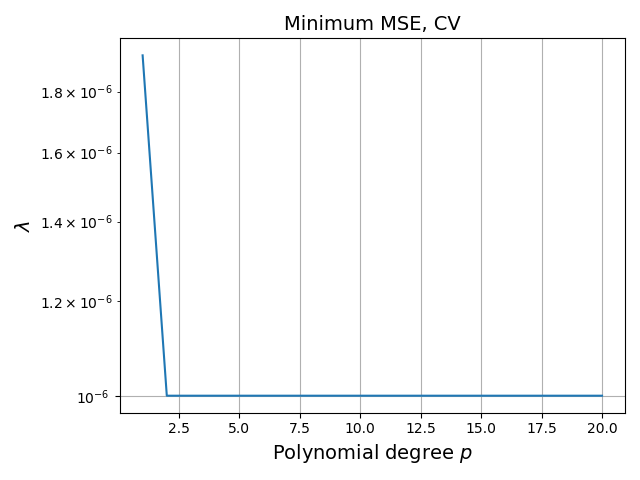 Minimum MSE, CV
1.8 × 10⁻⁶
1.6 × 10⁻⁶
1.4 × 10⁻⁶
1.2 × 10⁻⁶
10⁻⁶
λ
2.5 5.0 7.5 10.0 12.5 15.0 17.5 20.0
Polynomial degree p